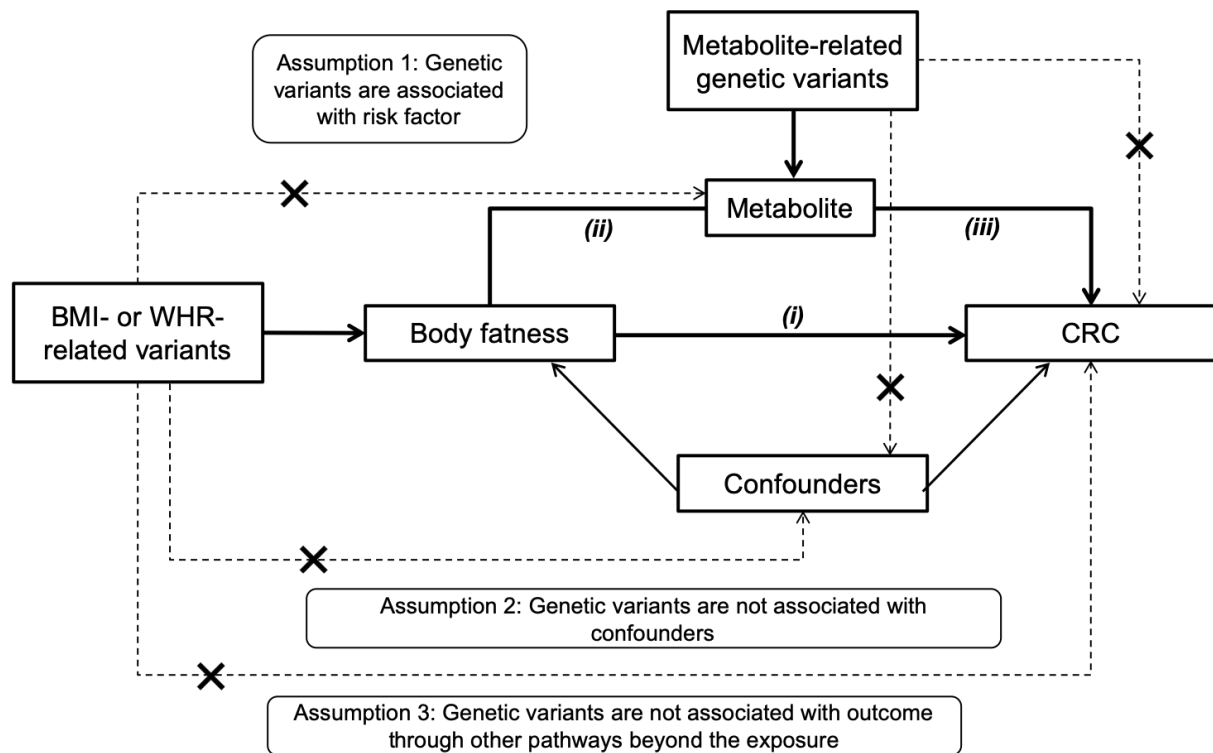 Metabolite-related
genetic variants
Assumption 1: Genetic
variants are associated
with risk factor
Metabolite
(ii)
(iii)
BMI- or WHR-
related variants
Body fatness
(i)
CRC
Confounders
Assumption 2: Genetic variants are not associated with
confounders
Assumption 3: Genetic variants are not associated with outcome
through other pathways beyond the exposure